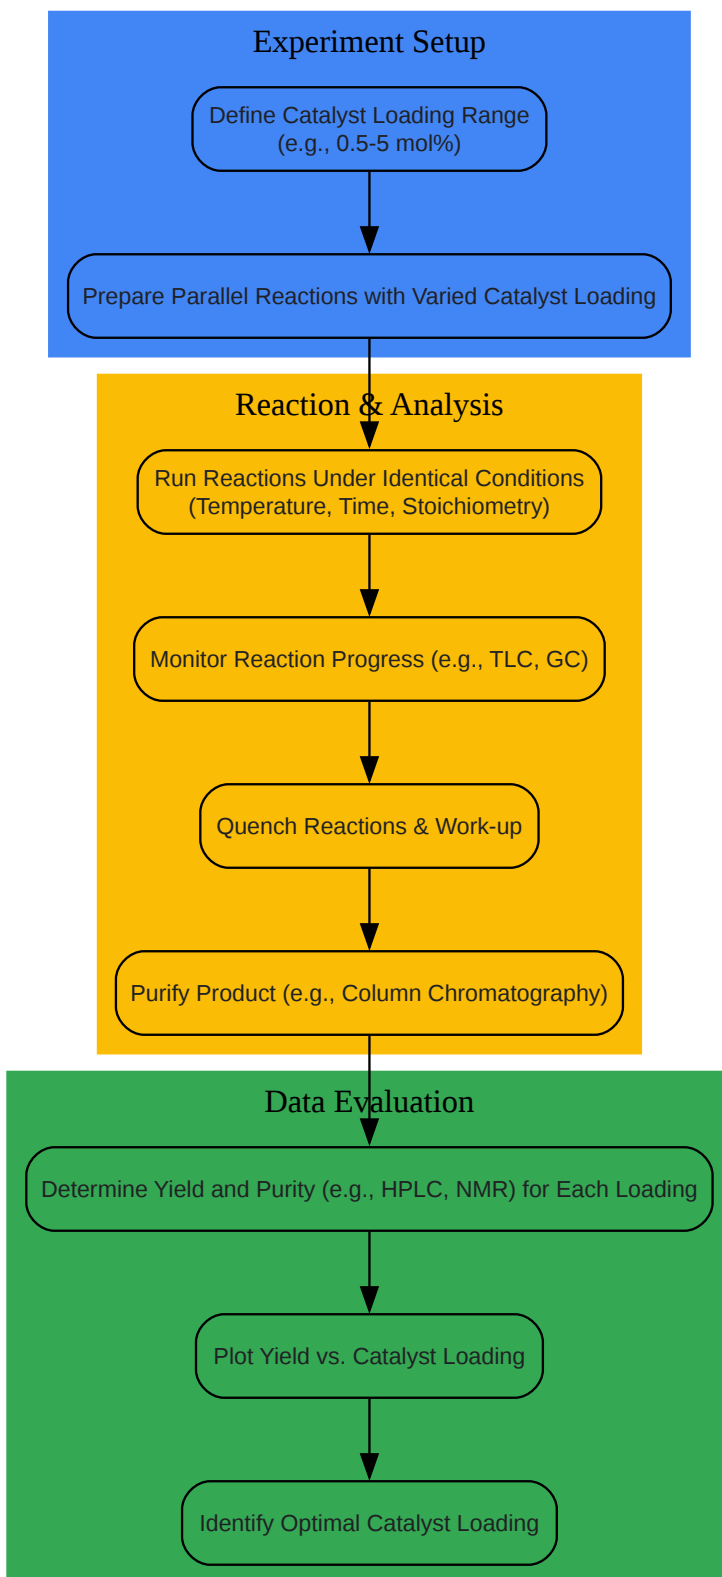 Experiment Setup
Define Catalyst Loading Range
(e.g., 0.5-5 mol%)
Prepare Parallel Reactions with Varied Catalyst Loading
Reaction & Analysis
Run Reactions Under Identical Conditions
(Temperature, Time, Stoichiometry)
Monitor Reaction Progress (e.g., TLC, GC)
Quench Reactions & Work-up
Purify Product (e.g., Column Chromatography)
Data Evaluation
Determine Yield and Purity (e.g., HPLC, NMR) for Each Loading
Plot Yield vs. Catalyst Loading
Identify Optimal Catalyst Loading